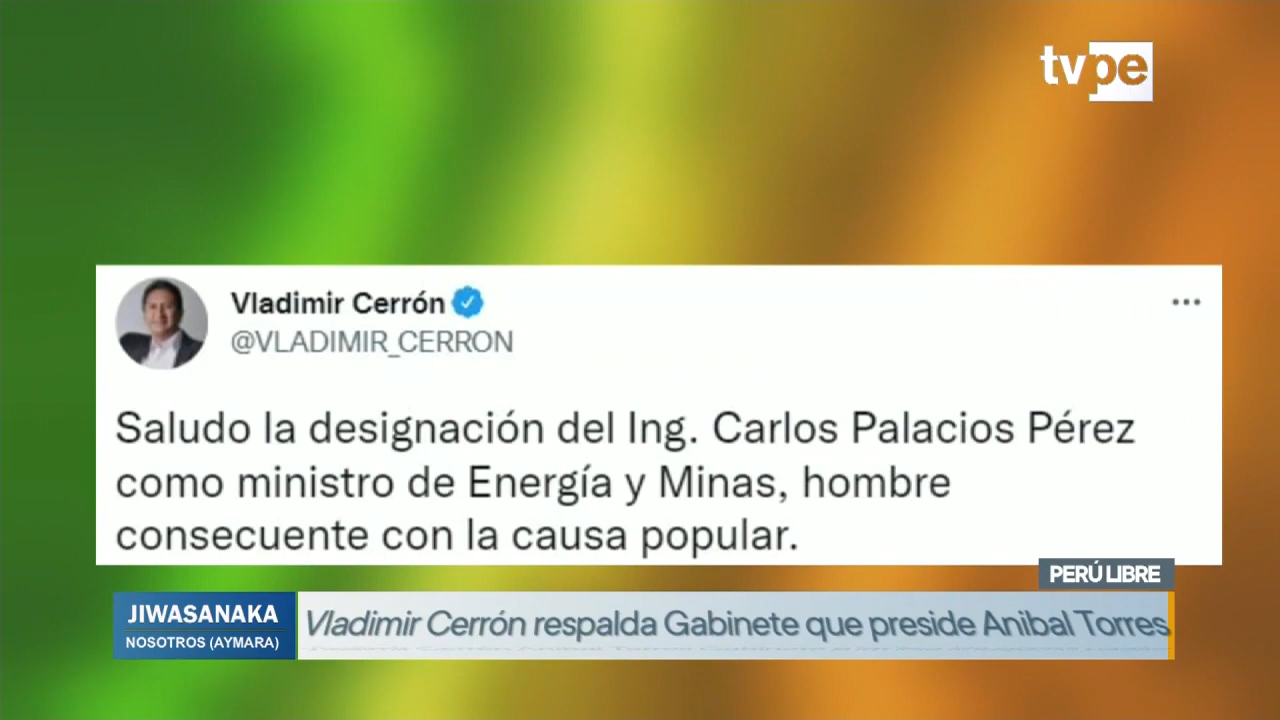 tvpe
Vladimir Cerrón
@VLADIMIR_CERRON
Saludo la designación del Ing. Carlos Palacios Pérez
como ministro de Energía y Minas, hombre
consecuente con la causa popular.
PERÚ LIBRE
JIWASANAKA
NOSOTROS (AYMARA)
Vladimir Cerrón respalda Gabinete que preside Anibal Torres